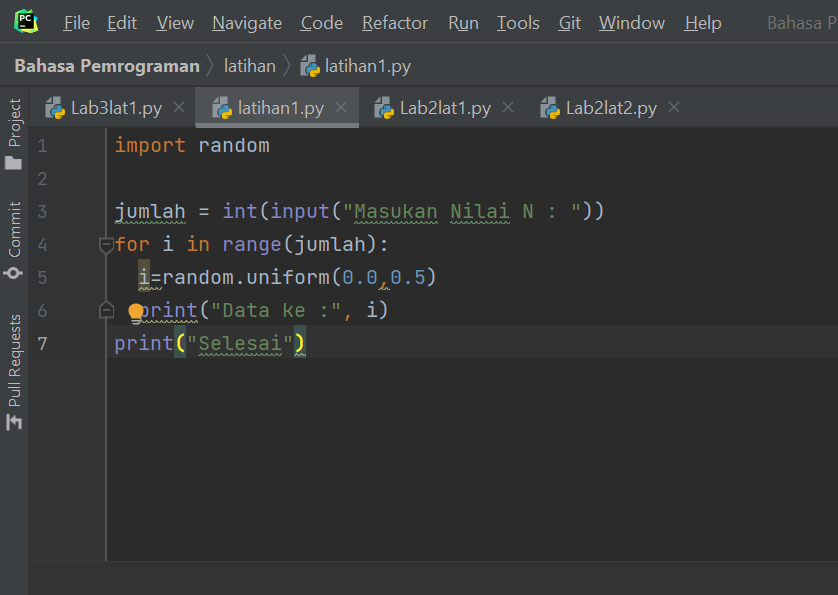 PC File Edit View Navigate Code Refactor Run Tools Git Window Help Bahasa P
Bahasa Pemrograman latihan latihan1.py
Lab3lat1.py latihan1.py Lab2lat1.py Lab2lat2.py
Project
Commit
Pull Requests
1 import random
2
3 jumlah = int(input("Masukan Nilai N : "))
4 for i in range(jumlah):
5 i=random.uniform(0.0,0.5)
6 print("Data ke :", i)
7 print("Selesai")